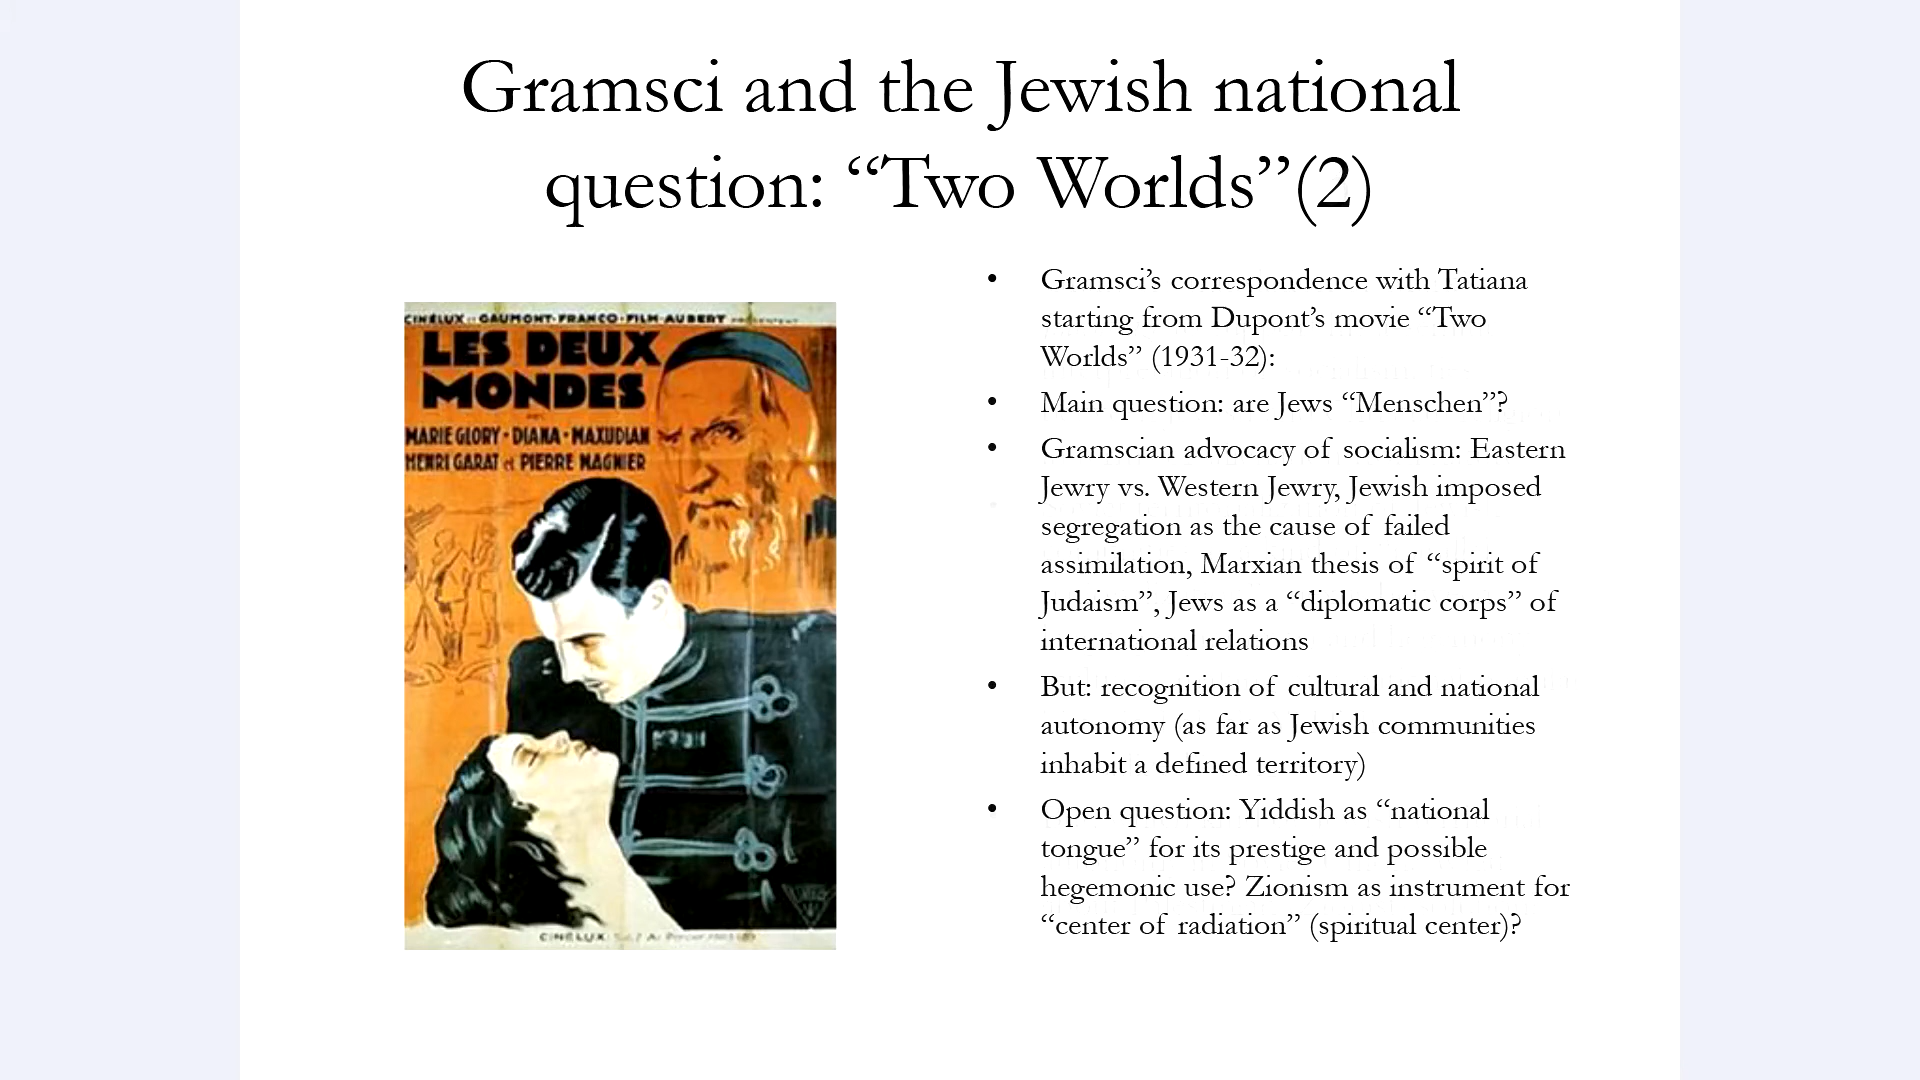 Gramsci and the Jewish national
question: “Two Worlds”(2)
CINÉLUX et GAUMONT-FRANCO-FILM-AUBERT
LES DEUX
MONDES
MARIE GLORY · DIANA · MAXUDIAN
HENRI GARAT et PIERRE MAGNIER
CINÉLUX
• Gramsci’s correspondence with Tatiana
starting from Dupont’s movie “Two
Worlds” (1931-32):
• Main question: are Jews “Menschen”?
• Gramscian advocacy of socialism: Eastern
Jewry vs. Western Jewry, Jewish imposed
segregation as the cause of failed
assimilation, Marxian thesis of “spirit of
Judaism”, Jews as a “diplomatic corps” of
international relations
• But: recognition of cultural and national
autonomy (as far as Jewish communities
inhabit a defined territory)
• Open question: Yiddish as “national
tongue” for its prestige and possible
hegemonic use? Zionism as instrument for
“center of radiation” (spiritual center)?